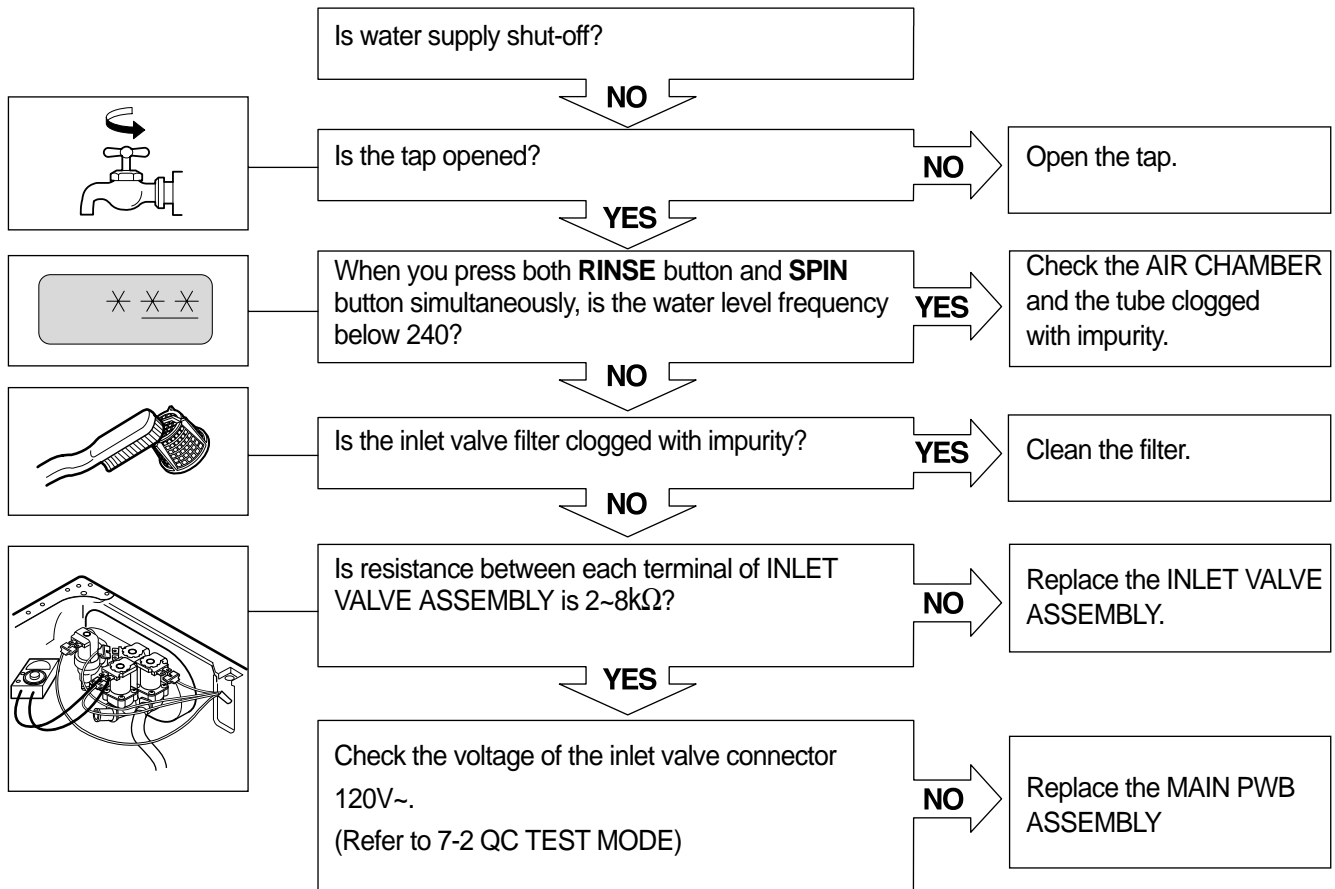 Is water supply shut-off?
NO
Is the tap opened?
NO
Open the tap.
YES
When you press both RINSE button and SPIN
button simultaneously, is the water level frequency
below 240?
YES
Check the AIR CHAMBER
and the tube clogged
with impurity.
NO
Is the inlet valve filter clogged with impurity?
YES
Clean the filter.
NO
Is resistance between each terminal of INLET
VALVE ASSEMBLY is 2~8kΩ?
NO
Replace the INLET VALVE
ASSEMBLY.
YES
Check the voltage of the inlet valve connector
120V~.
(Refer to 7-2 QC TEST MODE)
NO
Replace the MAIN PWB
ASSEMBLY